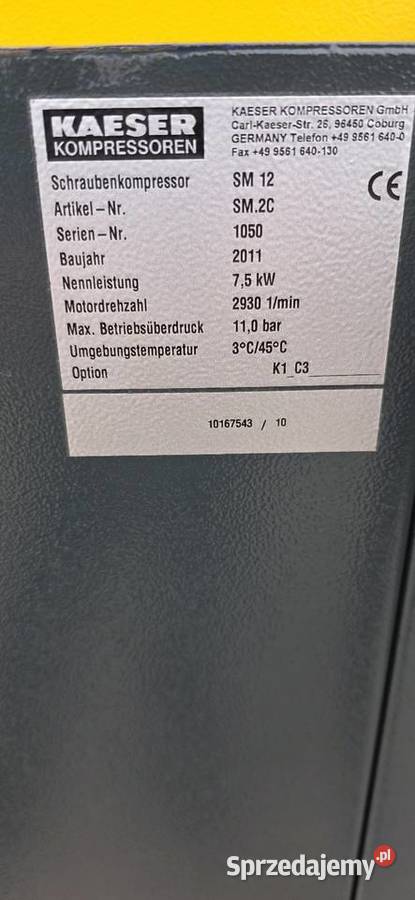 KAESER
KOMPRESSOREN
KAESER KOMPRESSOREN GmbH
Carl-Kaeser-Str. 26, 96450 Coburg
GERMANY Telefon +49 9561 640-0
Fax +49 9561 640-130
CE
Schraubenkompressor SM 12
Artikel-Nr. SM.2C
Serien-Nr. 1050
Baujahr 2011
Nennleistung 7,5 kW
Motordrehzahl 2930 1/min
Max. Betriebsüberdruck 11,0 bar
Umgebungstemperatur 3°C/45°C
Option K1_C3
10167543 / 10
Sprzedajemy.pl